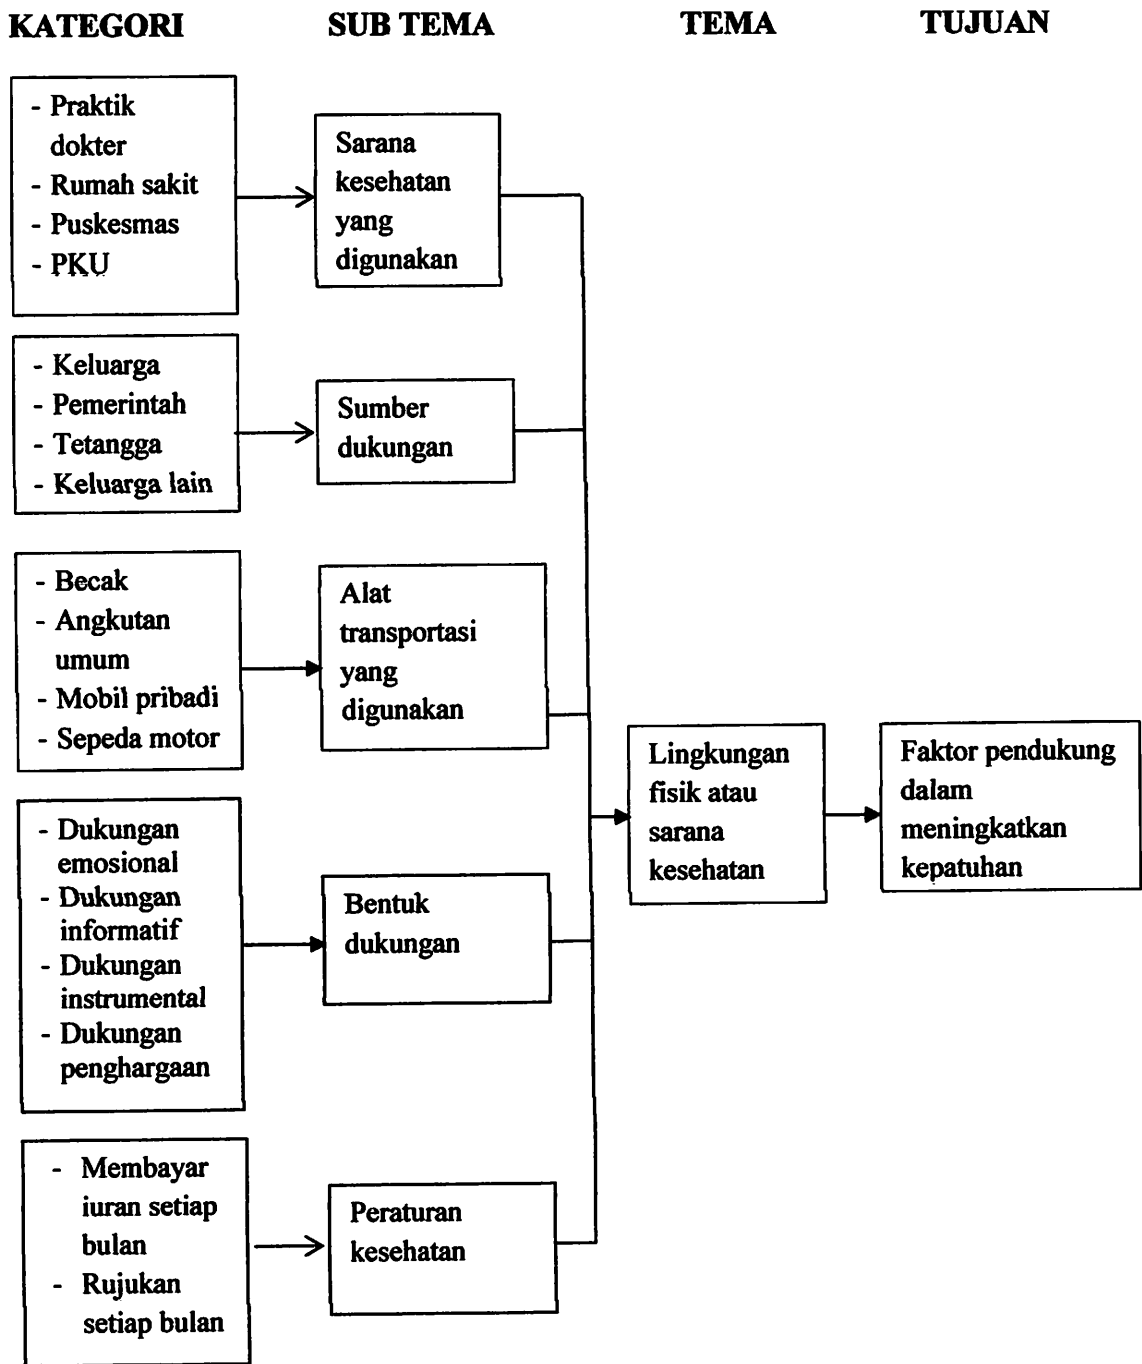 KATEGORI SUB TEMA TEMA TUJUAN
- Praktik
dokter
- Rumah sakit
- Puskesmas
- PKU
Sarana
kesehatan
yang
digunakan
- Keluarga
- Pemerintah
- Tetangga
- Keluarga lain
Sumber
dukungan
- Becak
- Angkutan
umum
- Mobil pribadi
- Sepeda motor
Alat
transportasi
yang
digunakan
- Dukungan
emosional
- Dukungan
informatif
- Dukungan
instrumental
- Dukungan
penghargaan
Bentuk
dukungan
- Membayar
iuran setiap
bulan
- Rujukan
setiap bulan
Peraturan
kesehatan
Lingkungan
fisik atau
sarana
kesehatan
Faktor pendukung
dalam
meningkatkan
kepatuhan